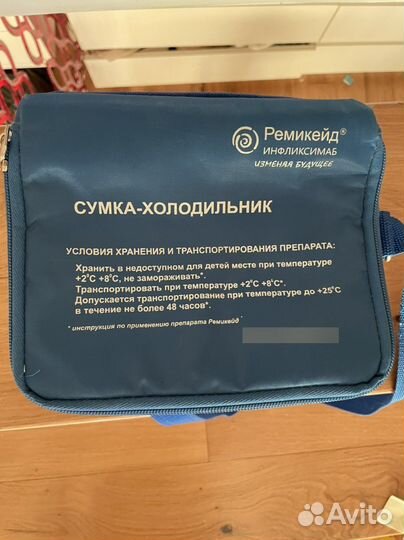 Ремикейд®
ИНФЛИКСИМАБ
ИЗМЕНЯЯ БУДУЩЕЕ
СУМКА-ХОЛОДИЛЬНИК
УСЛОВИЯ ХРАНЕНИЯ И ТРАНСПОРТИРОВАНИЯ ПРЕПАРАТА:
Хранить в недоступном для детей месте при температуре
+2°С +8°С, не замораживать*.
Транспортировать при температуре +2°С +8°С*.
Допускается транспортирование при температуре до +25°С
в течение не более 48 часов*.
* инструкция по применению препарата Ремикейд®
Avito